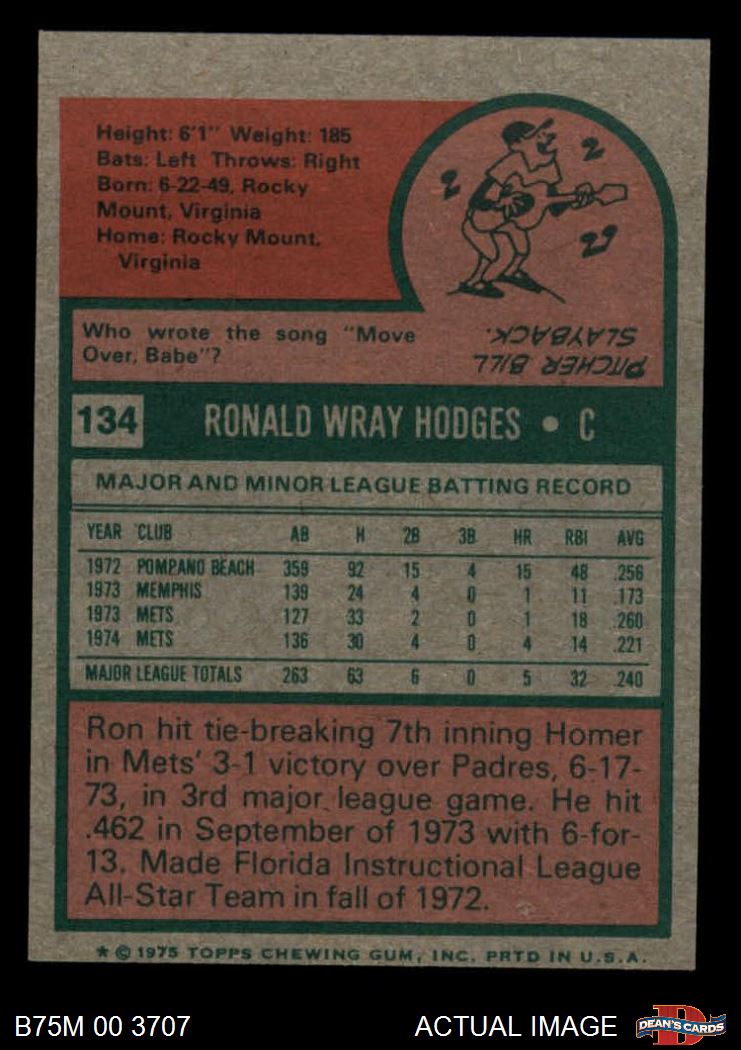 Height: 6'1" Weight: 185
Bats: Left Throws: Right
Born: 6-22-49, Rocky
Mount, Virginia
Home: Rocky Mount,
Virginia
Who wrote the song "Move
Over, Babe"?
PITCHER BILL
SLAYBACK.
134
RONALD WRAY HODGES • C
MAJOR AND MINOR LEAGUE BATTING RECORD
YEAR CLUB AB H 2B 3B HR RBI AVG
1972 POMPANO BEACH 359 92 15 4 15 48 .256
1973 MEMPHIS 139 24 4 0 1 11 .173
1973 METS 127 33 2 0 1 18 .260
1974 METS 136 30 4 0 4 14 .221
MAJOR LEAGUE TOTALS 263 63 6 0 5 32 .240
Ron hit tie-breaking 7th inning Homer
in Mets' 3-1 victory over Padres, 6-17-
73, in 3rd major league game. He hit
.462 in September of 1973 with 6-for-
13. Made Florida Instructional League
All-Star Team in fall of 1972.
* © 1975 TOPPS CHEWING GUM, INC. PRTD IN U.S.A.
B75M 00 3707
ACTUAL IMAGE
D
DEAN'S CARDS